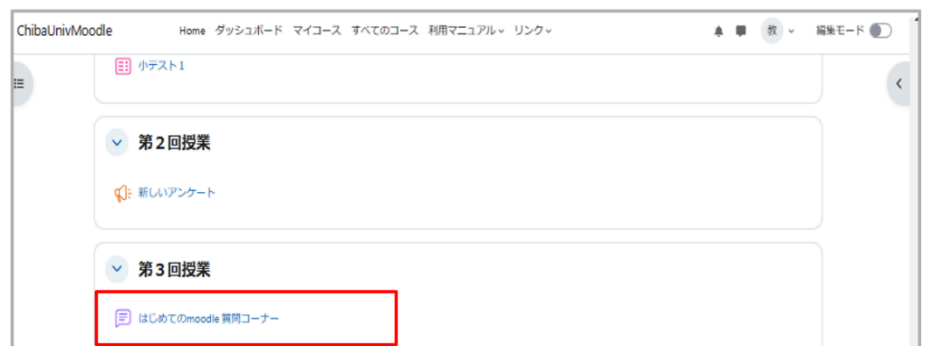 ChibaUnivMoodle Home ダッシュボード マイコース すべてのコース 利用マニュアル リンク 教 編集モード
小テスト1
第2回授業
新しいアンケート
第3回授業
はじめてのmoodle 質問コーナー